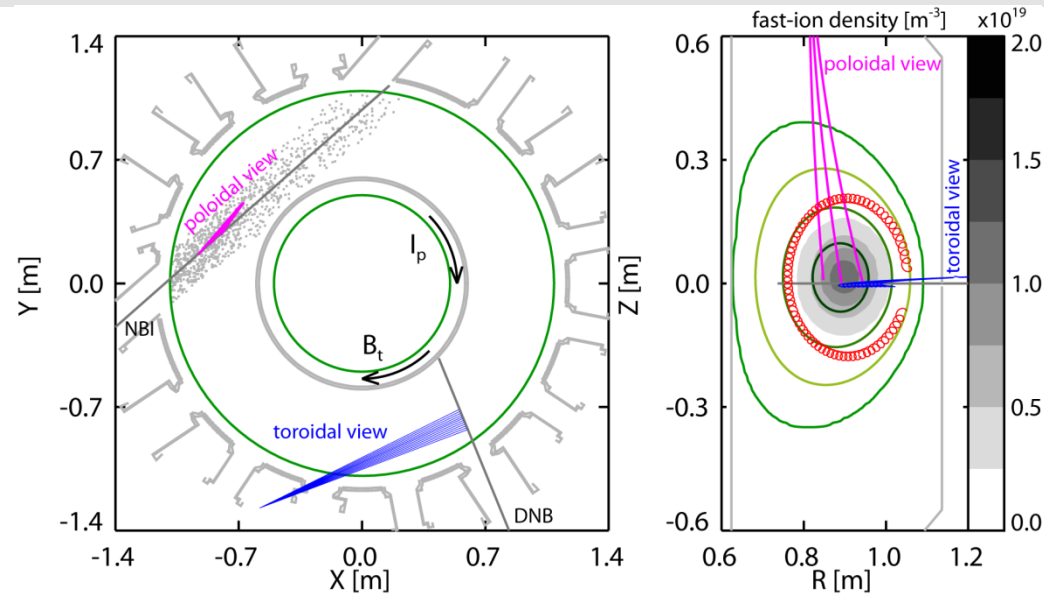 fast-ion density [m⁻³] x10¹⁹
1.4
0.7
0.0
-0.7
-1.4
Y [m]
-1.4 -0.7 0.0 0.7 1.4
X [m]
poloidal view
NBI
Iₚ
Bₜ
toroidal view
DNB
0.6
0.3
0.0
-0.3
-0.6
Z [m]
0.6 0.8 1.0 1.2
R [m]
poloidal view
toroidal view
2.0
1.5
1.0
0.5
0.0